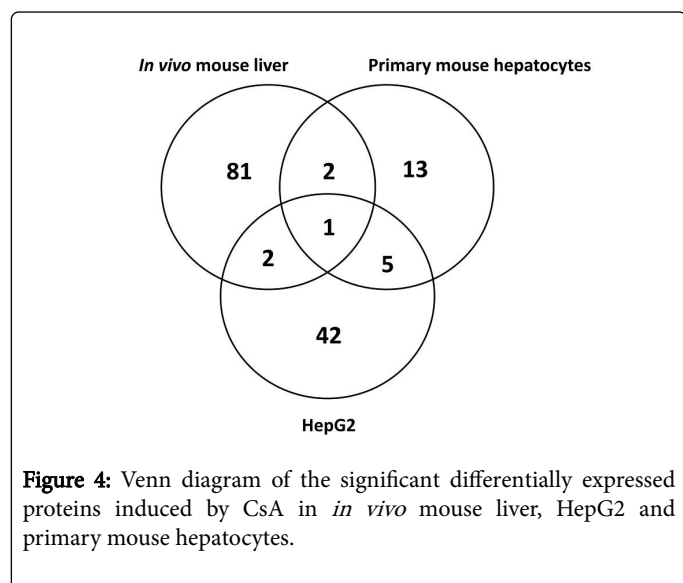 In vivo mouse liver Primary mouse hepatocytes
81 2 13
1
2 5
42
HepG2
Figure 4: Venn diagram of the significant differentially expressed
proteins induced by CsA in in vivo mouse liver, HepG2 and
primary mouse hepatocytes.